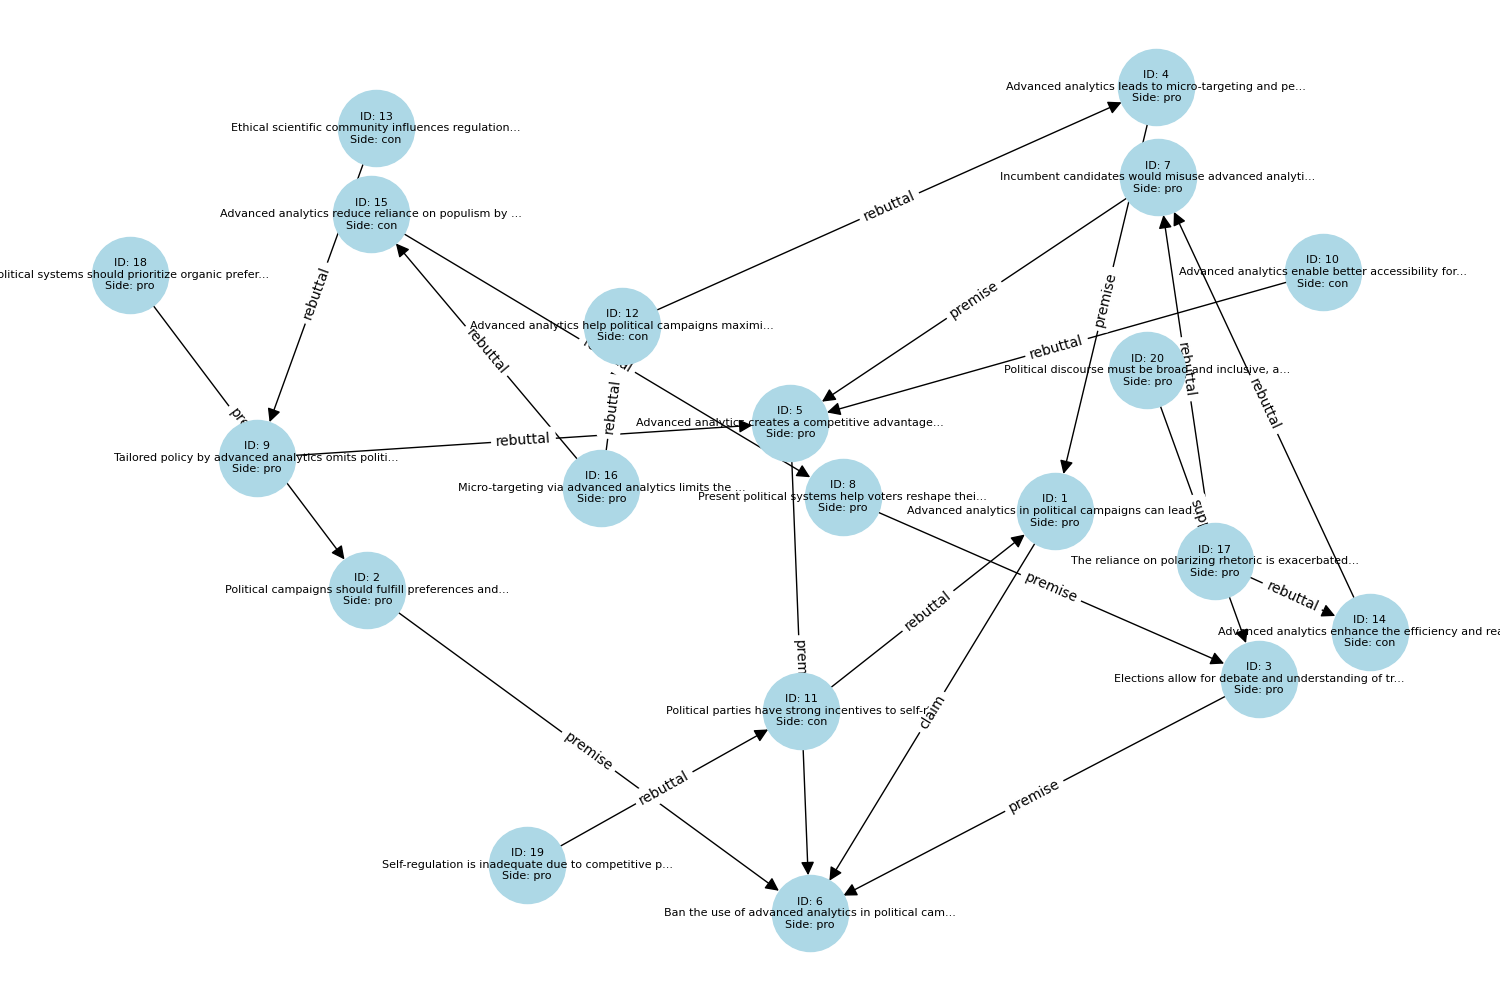 ID: 4
Advanced analytics leads to micro-targeting and pe...
Side: pro
ID: 13
Ethical scientific community influences regulation...
Side: con
ID: 7
Incumbent candidates would misuse advanced analyti...
Side: pro
ID: 15
Advanced analytics reduce reliance on populism by ...
Side: con
ID: 18
olitical systems should prioritize organic prefer...
Side: pro
ID: 10
Advanced analytics enable better accessibility for...
Side: con
ID: 12
Advanced analytics help political campaigns maximi...
Side: con
ID: 20
Political discourse must be broad and inclusive, a...
Side: pro
ID: 5
Advanced analytics creates a competitive advantage...
Side: pro
ID: 9
Tailored policy by advanced analytics omits politi...
Side: pro
ID: 16
Micro-targeting via advanced analytics limits the ...
Side: pro
ID: 8
Present political systems help voters reshape thei...
Side: pro
ID: 1
Advanced analytics in political campaigns can lead...
Side: pro
ID: 17
The reliance on polarizing rhetoric is exacerbated...
Side: pro
ID: 2
Political campaigns should fulfill preferences and...
Side: pro
ID: 14
Advanced analytics enhance the efficiency and rea
Side: con
ID: 3
Elections allow for debate and understanding of tr...
Side: pro
ID: 11
Political parties have strong incentives to self-r...
Side: con
ID: 19
Self-regulation is inadequate due to competitive p...
Side: pro
ID: 6
Ban the use of advanced analytics in political cam...
Side: pro
rebuttal
rebuttal
premise
premise
rebuttal
rebuttal
rebuttal
rebuttal
rebuttal
rebuttal
premise
rebuttal
rebuttal
prem
claim
premise
rebuttal
premise